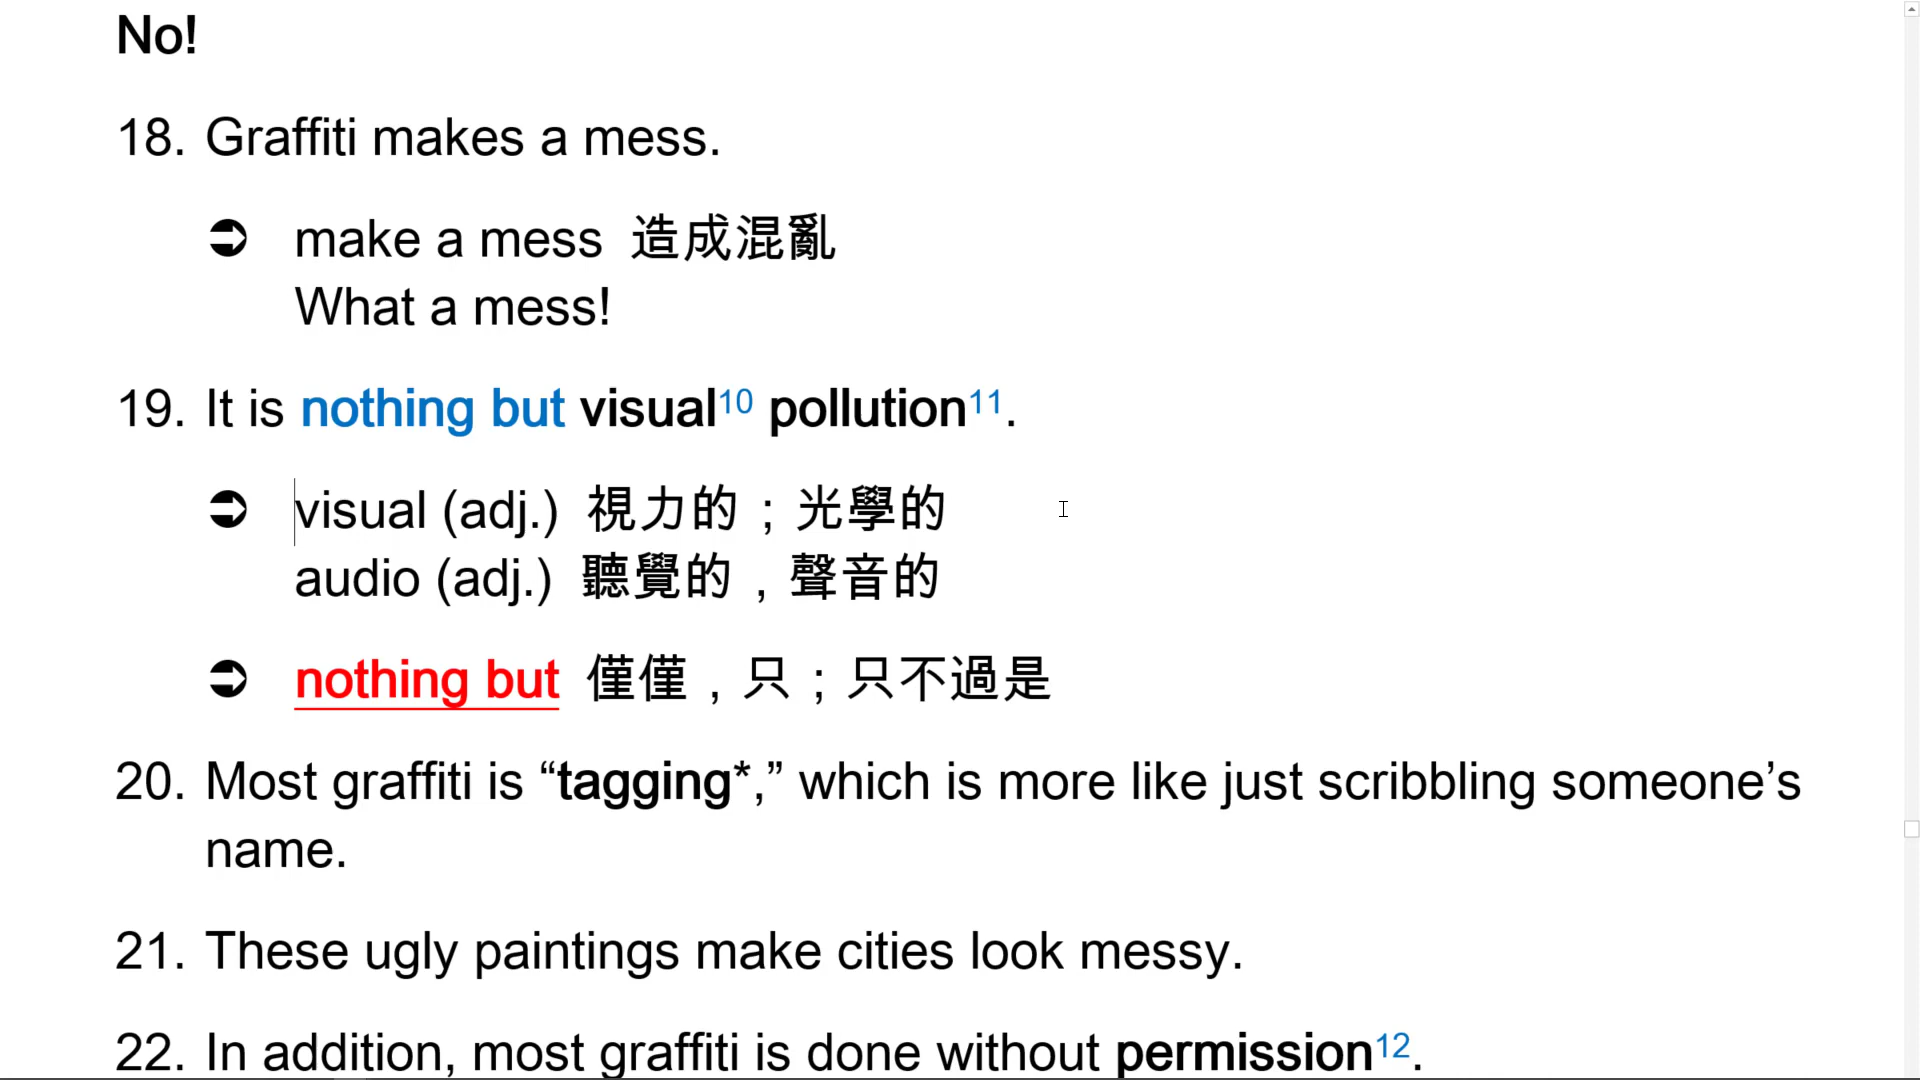 No!
18. Graffiti makes a mess.
➲ make a mess 造成混亂
What a mess!
19. It is nothing but visual10 pollution11.
➲ visual (adj.) 視力的；光學的
audio (adj.) 聽覺的，聲音的
➲ nothing but 僅僅，只；只不過是
20. Most graffiti is “tagging*,” which is more like just scribbling someone’s
name.
21. These ugly paintings make cities look messy.
22. In addition, most graffiti is done without permission12.